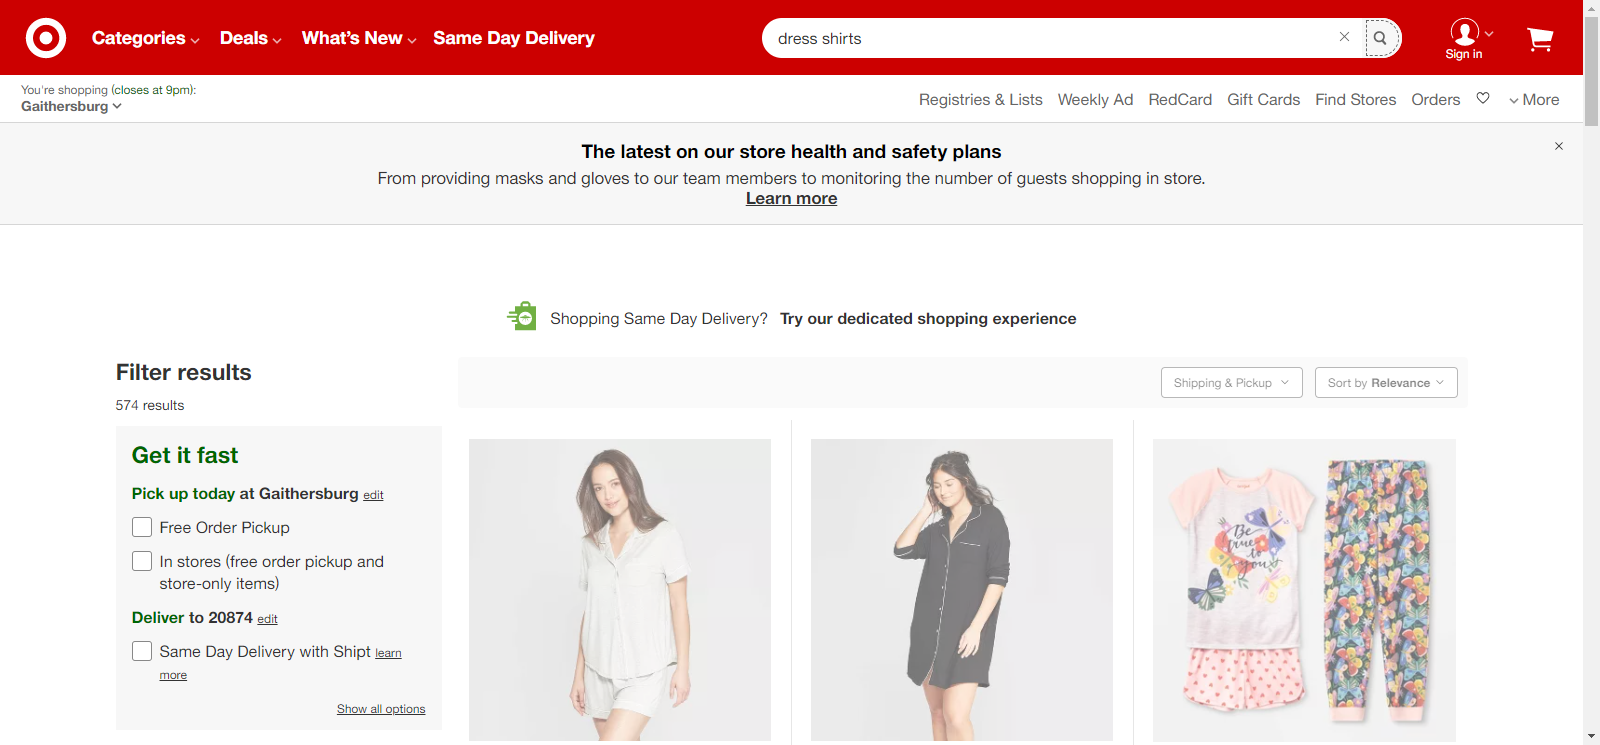 Categories
Deals
What's New
Same Day Delivery
dress shirts
Sign in
You're shopping (closes at 9pm):
Gaithersburg
Registries & Lists
Weekly Ad
RedCard
Gift Cards
Find Stores
Orders
More
The latest on our store health and safety plans
From providing masks and gloves to our team members to monitoring the number of guests shopping in store.
Learn more
Shopping Same Day Delivery? Try our dedicated shopping experience
Filter results
574 results
Shipping & Pickup
Sort by Relevance
Get it fast
Pick up today at Gaithersburg edit
Free Order Pickup
In stores (free order pickup and
store-only items)
Deliver to 20874 edit
Same Day Delivery with Shipt learn
more
Show all options
Be
true
to
you